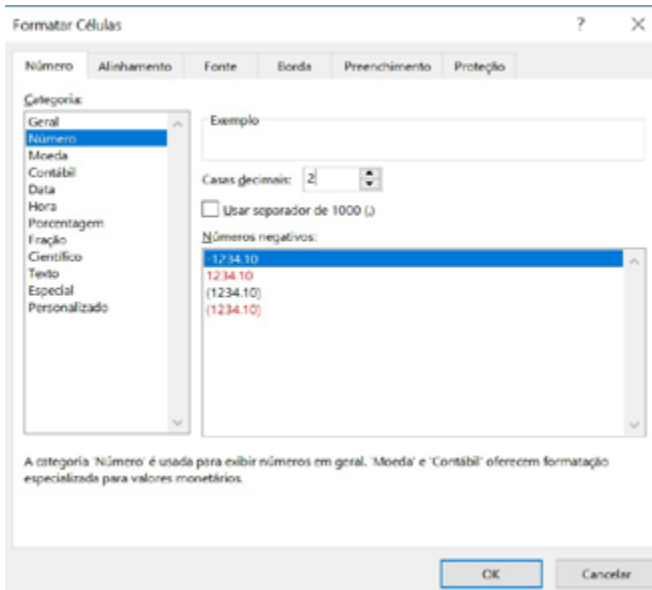 Formatar Células ? ×
Número Alinhamento Fonte Borda Preenchimento Proteção
Categoria:
Geral
Número
Moeda
Contábil
Data
Hora
Porcentagem
Fração
Científico
Texto
Especial
Personalizado
Exemplo
Casas decimais: 2
Usar separador de 1000 (,)
Números negativos:
-1234.10
1234.10
(1234.10)
(1234.10)
A categoria 'Número' é usada para exibir números em geral. 'Moeda' e 'Contábil' oferecem formatação
especializada para valores monetários.
OK Cancelar